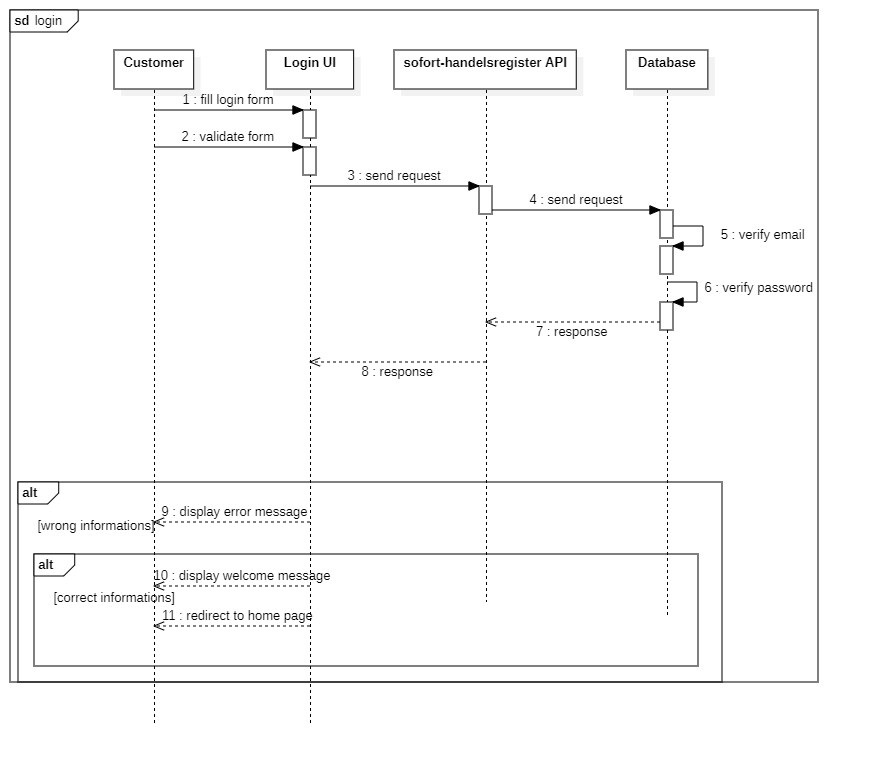 sd login
Customer
Login UI
sofort-handelsregister API
Database
1 : fill login form
2 : validate form
3 : send request
4 : send request
5 : verify email
6 : verify password
7 : response
8 : response
alt
9 : display error message
[wrong informations]
alt
10 : display welcome message
[correct informations]
11 : redirect to home page